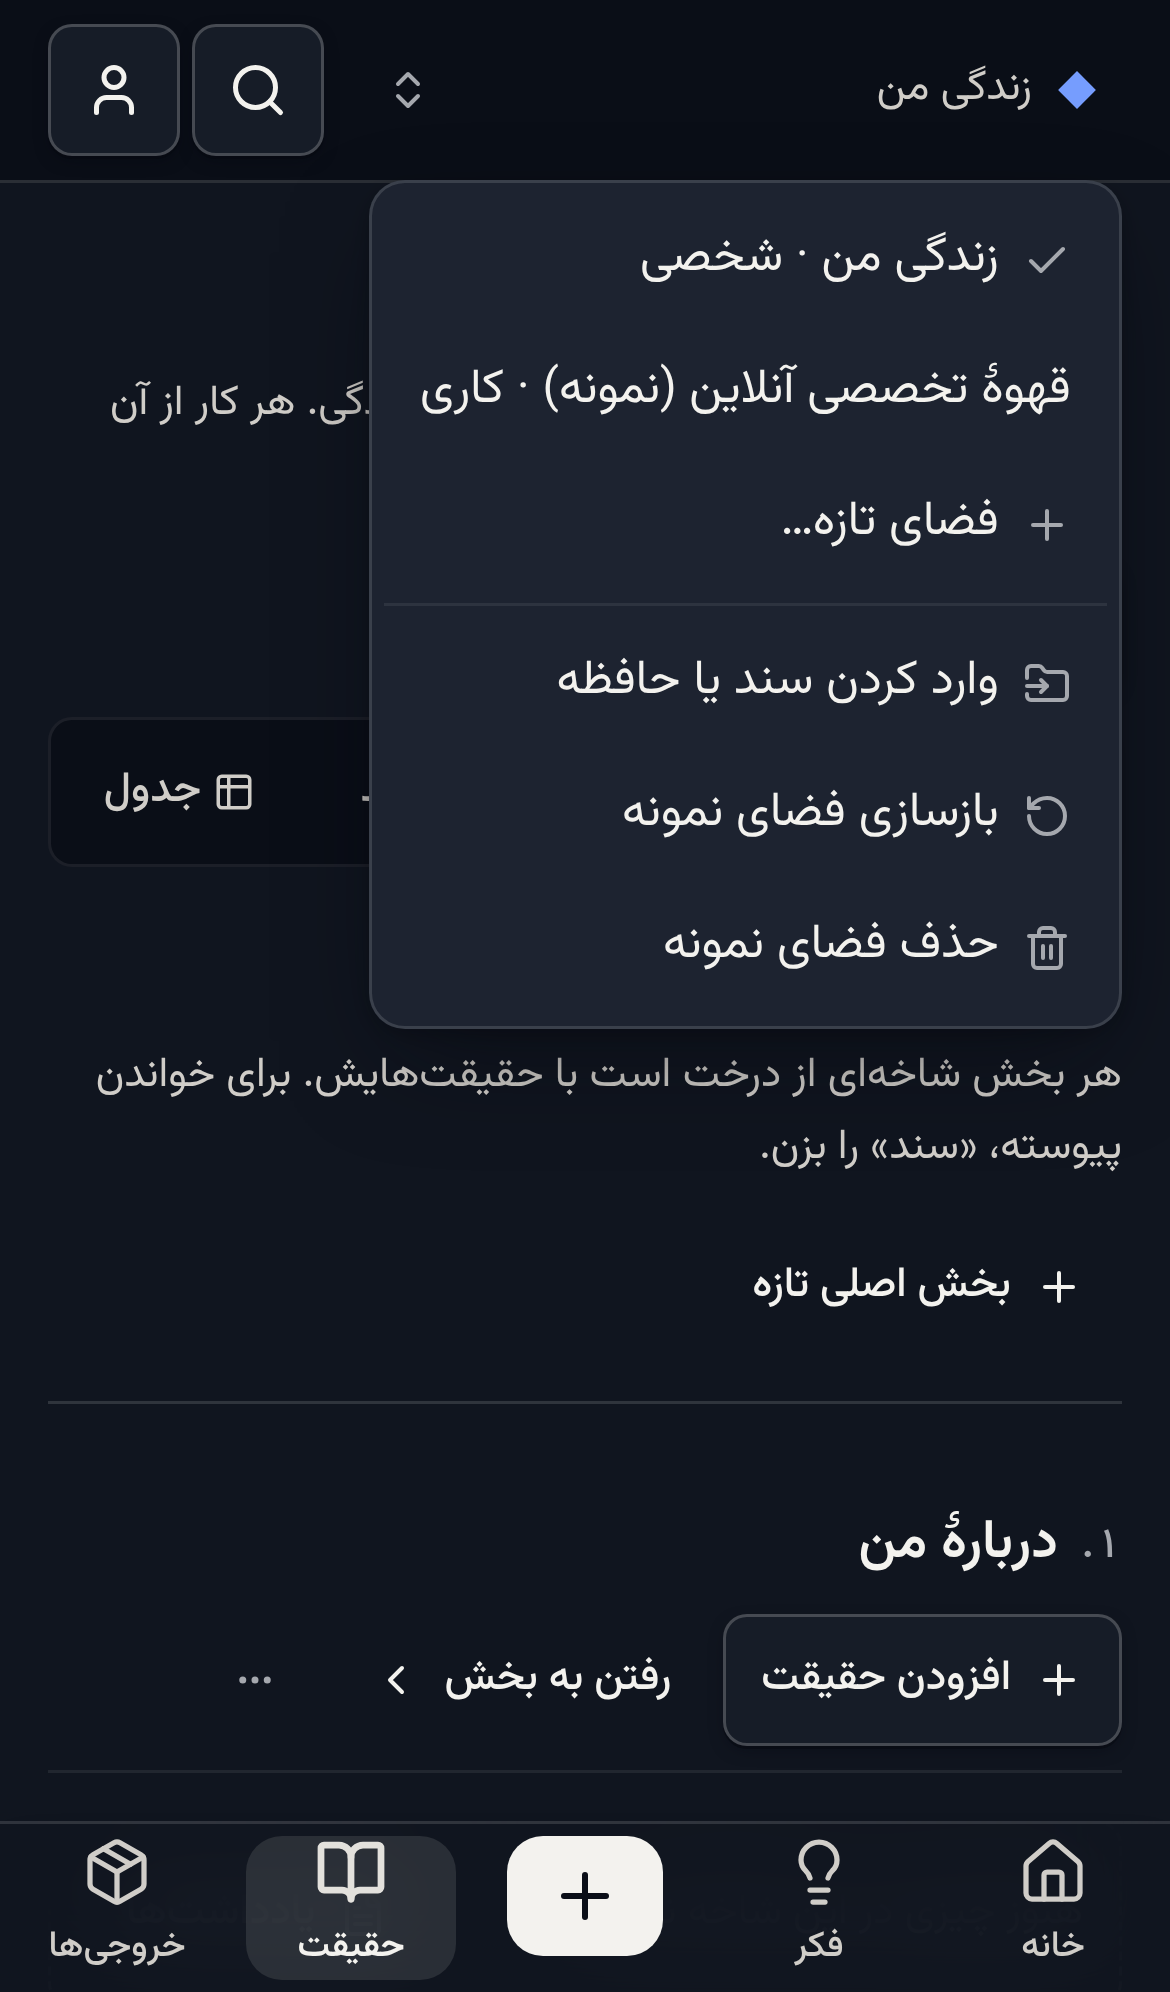 زندگی من
زندگی من · شخصی
قهوهٔ تخصصی آنلاین (نمونه) · کاری
فضای تازه…
وارد کردن سند یا حافظه
بازسازی فضای نمونه
حذف فضای نمونه
هر کار از آن
جدول
هر بخش شاخه‌ای از درخت است با حقیقت‌هایش. برای خواندن
پیوسته، «سند» را بزن.
بخش اصلی تازه
۱. دربارهٔ من
افزودن حقیقت
رفتن به بخش
خانه
فکر
حقیقت
خروجی‌ها